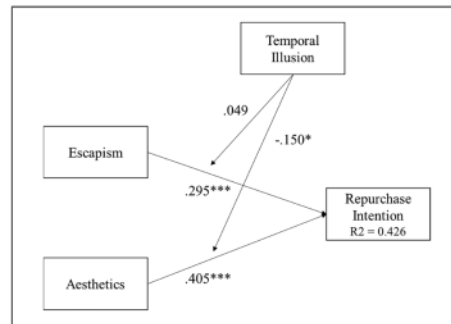 Temporal
Illusion
.049
-.150*
Escapism
.295***
Repurchase
Intention
R2 = 0.426
.405***
Aesthetics